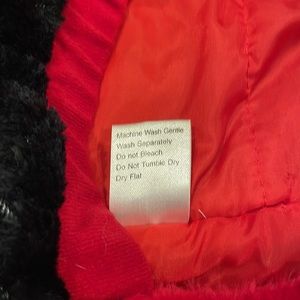 Machine Wash Gentle
Wash Separately
Do not Bleach
Do Not Tumble Dry
Dry Flat